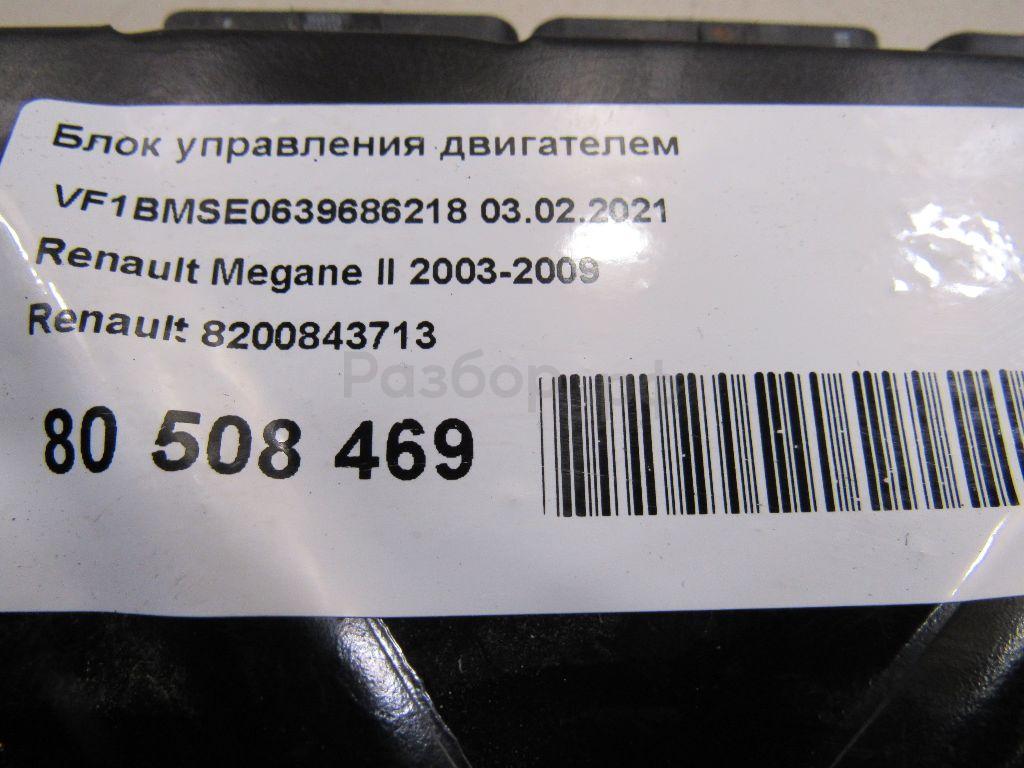 Блок управления двигателем
VF1BMSE0639686218 03.02.2021
Renault Megane II 2003-2009
Renault 8200843713
80 508 469